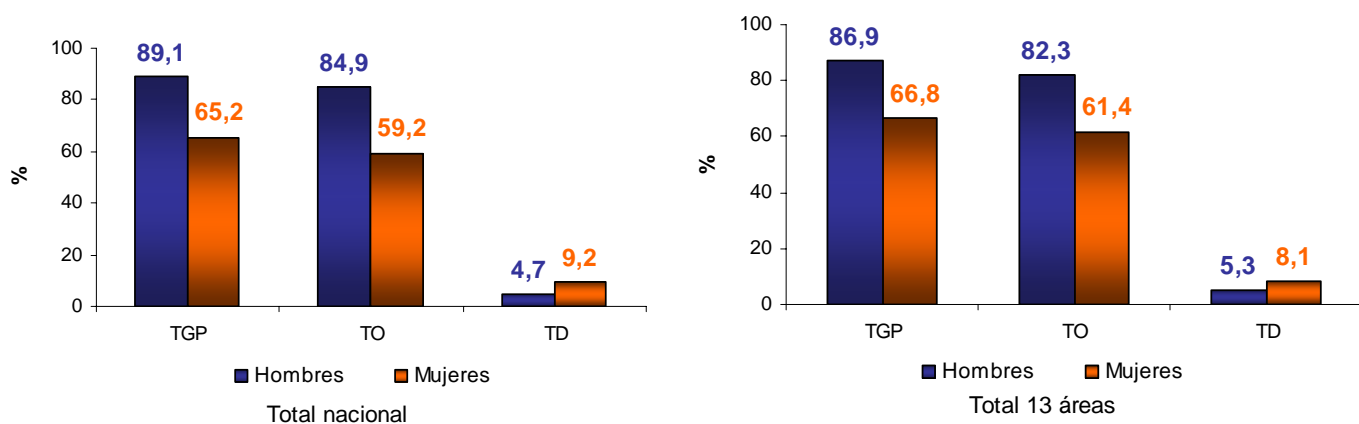 100
80
60
40
20
0
%
89,1
65,2
84,9
59,2
4,7
9,2
TGP
TO
TD
Hombres
Mujeres
Total nacional
100
80
60
40
20
0
%
86,9
66,8
82,3
61,4
5,3
8,1
TGP
TO
TD
Hombres
Mujeres
Total 13 áreas